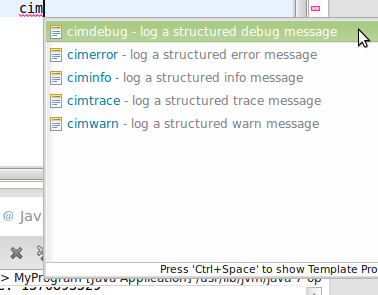 cim
cimdebug - log a structured debug message
cimerror - log a structured error message
ciminfo - log a structured info message
cimtrace - log a structured trace message
cimwarn - log a structured warn message
@ Jav
Press 'Ctrl+Space' to show Template Pro
> MyProgram [Java Application] /usr/lib/jvm/java-7-op